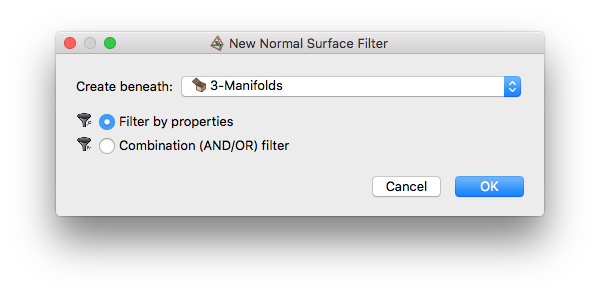 New Normal Surface Filter
Create beneath: 3-Manifolds
Filter by properties
Combination (AND/OR) filter
Cancel OK